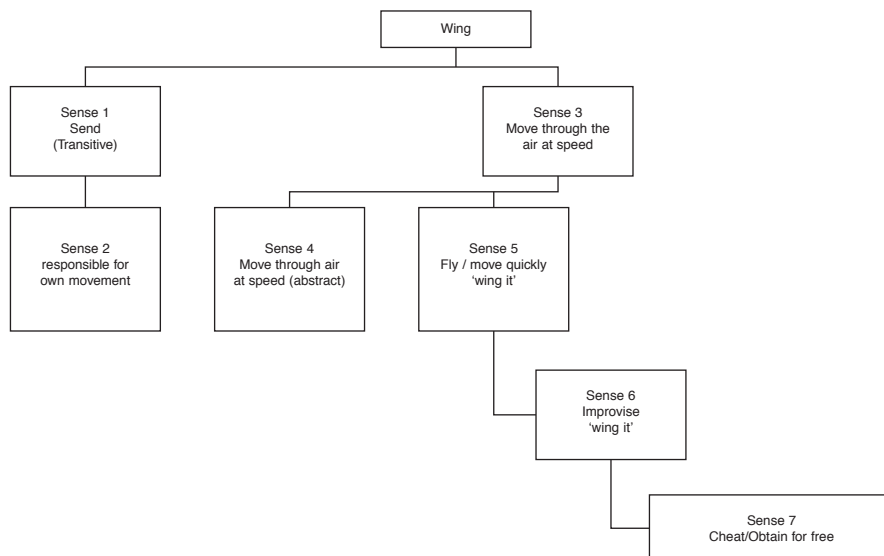 Wing
Sense 1
Send
(Transitive)
Sense 3
Move through the
air at speed
Sense 2
responsible for
own movement
Sense 4
Move through air
at speed (abstract)
Sense 5
Fly / move quickly
‘wing it’
Sense 6
Improvise
‘wing it’
Sense 7
Cheat/Obtain for free